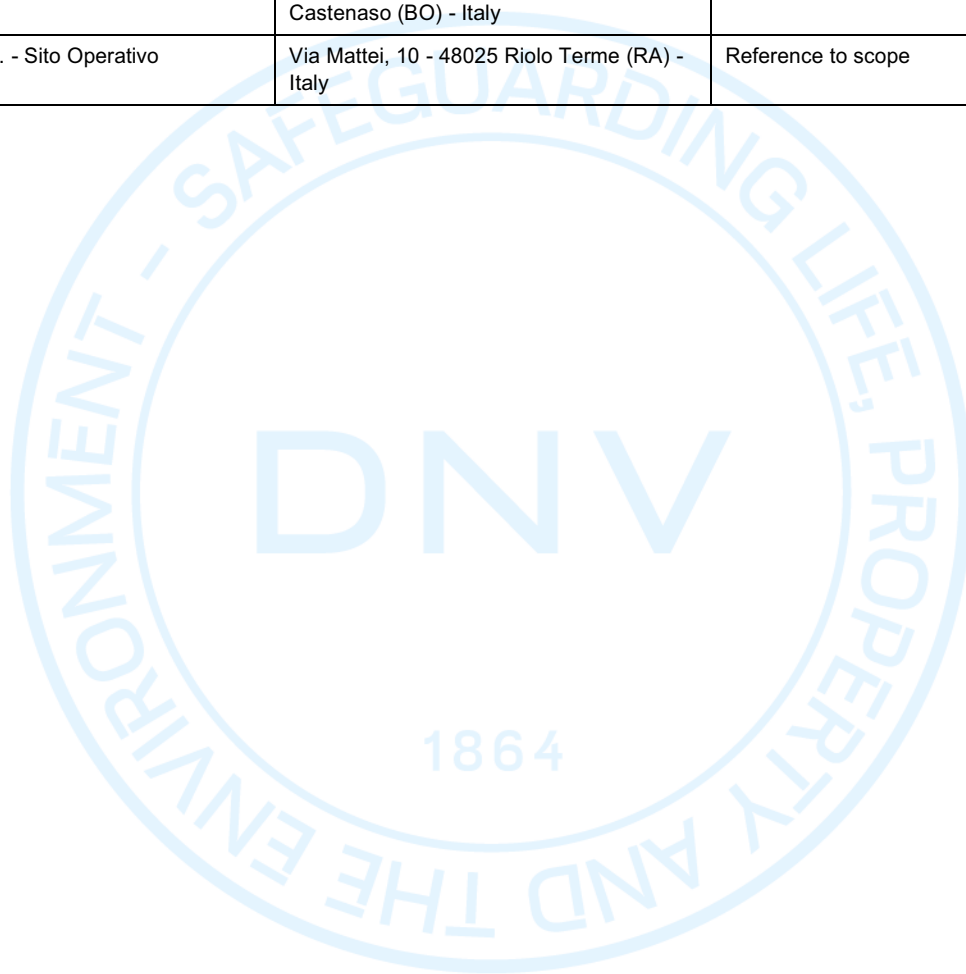 Castenaso (BO) - Italy
. - Sito Operativo
Via Mattei, 10 - 48025 Riolo Terme (RA) -
Italy
Reference to scope
SAFEGUARDING LIFE, PROPERTY AND THE ENVIRONMENT -
DNV
1864